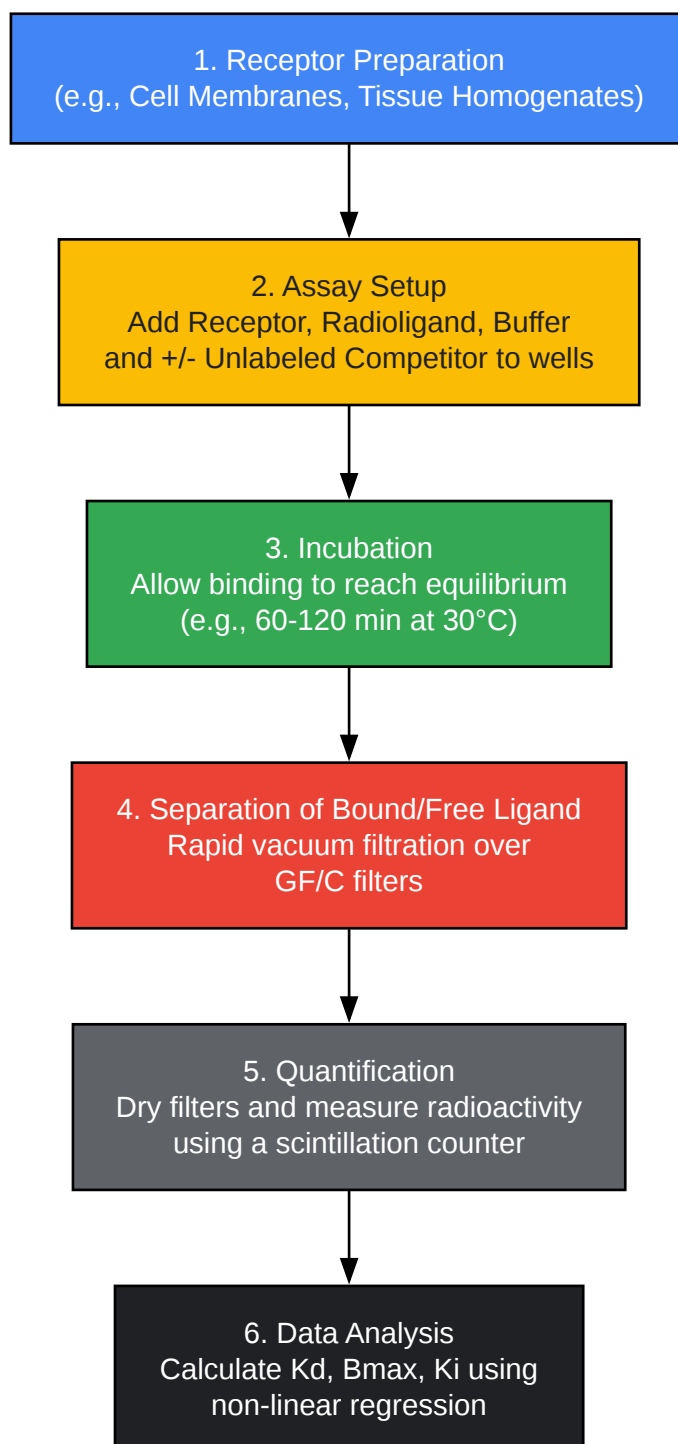 1. Receptor Preparation
(e.g., Cell Membranes, Tissue Homogenates)
2. Assay Setup
Add Receptor, Radioligand, Buffer
and +/- Unlabeled Competitor to wells
3. Incubation
Allow binding to reach equilibrium
(e.g., 60-120 min at 30°C)
4. Separation of Bound/Free Ligand
Rapid vacuum filtration over
GF/C filters
5. Quantification
Dry filters and measure radioactivity
using a scintillation counter
6. Data Analysis
Calculate Kd, Bmax, Ki using
non-linear regression